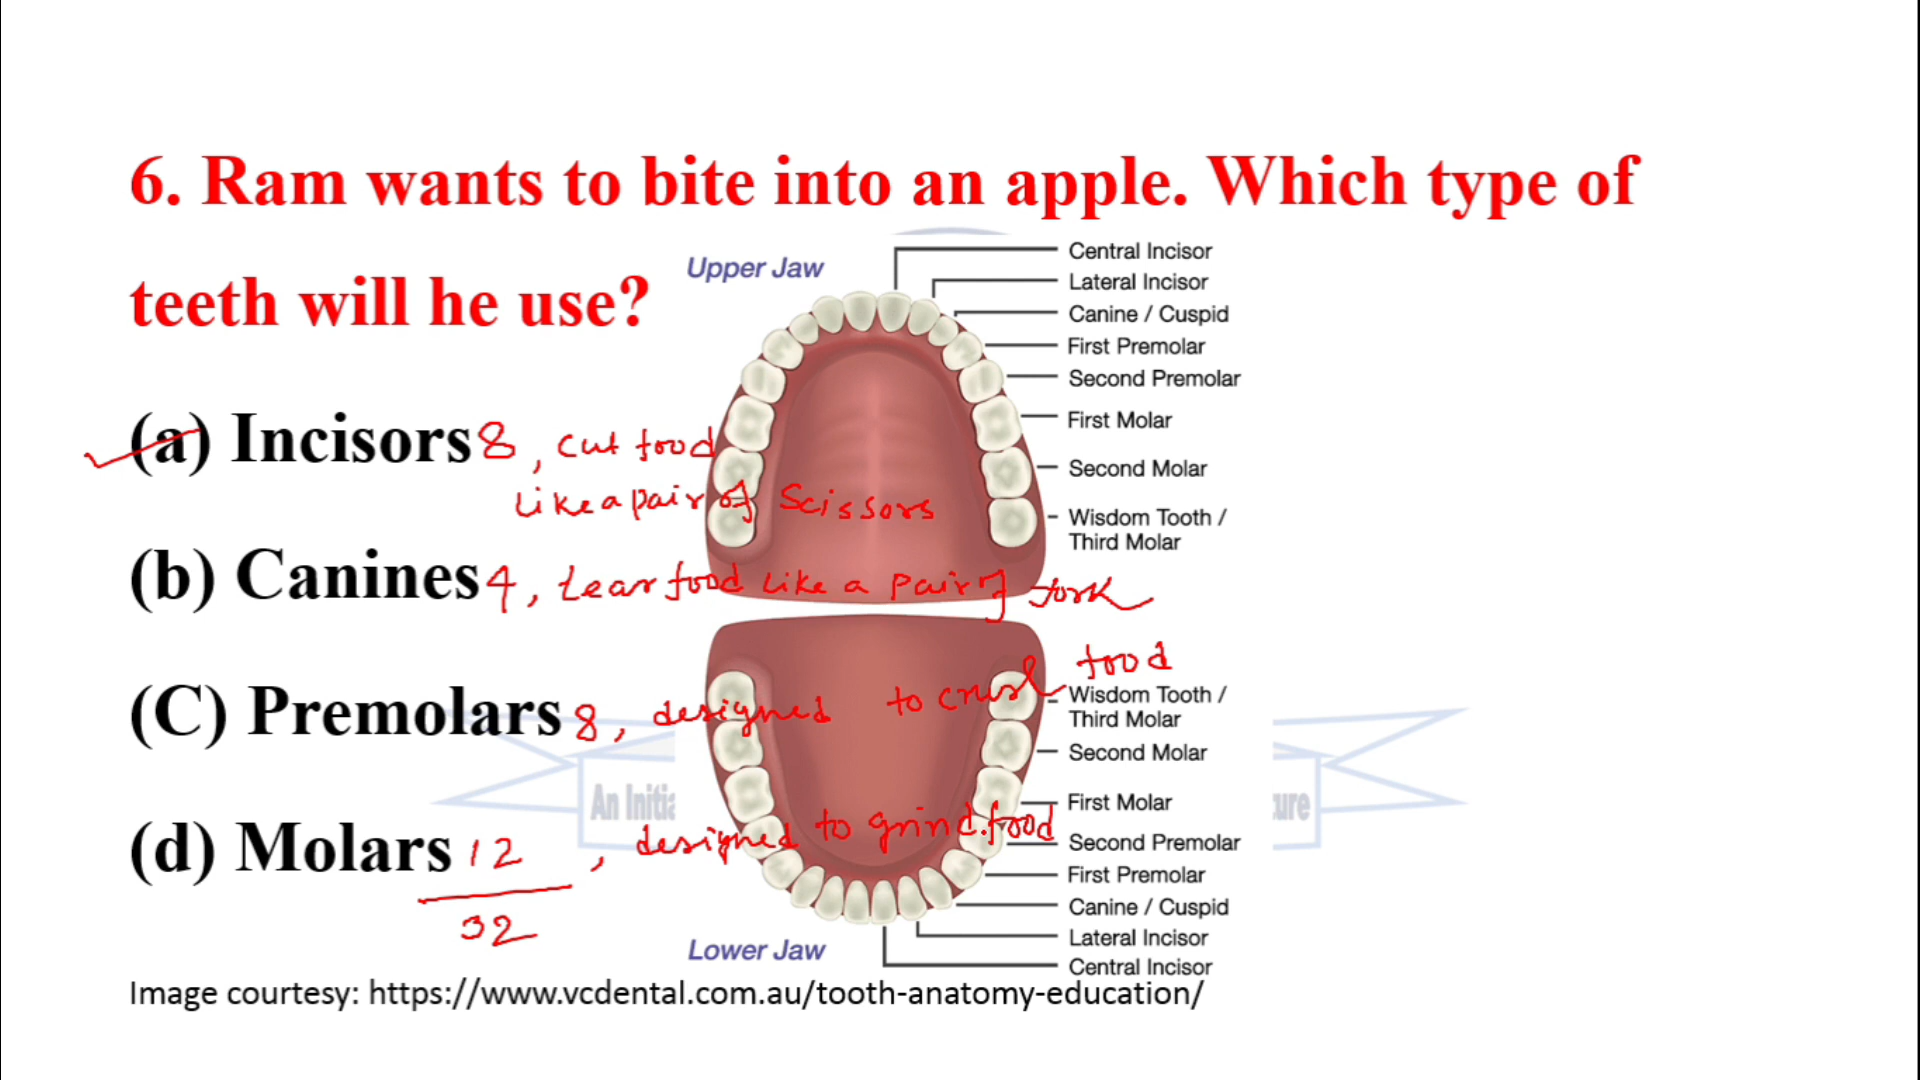 6. Ram wants to bite into an apple. Which type of
teeth will he use?
Upper Jaw
Central Incisor
Lateral Incisor
Canine / Cuspid
First Premolar
Second Premolar
First Molar
Second Molar
Wisdom Tooth /
Third Molar
(a) Incisors 8, cut food
like a pair of Scissors
(b) Canines 4, tear food like a pair of fork
(C) Premolars 8, designed to crush food
(d) Molars 12, designed to grind food
32
Wisdom Tooth /
Third Molar
Second Molar
First Molar
Second Premolar
First Premolar
Canine / Cuspid
Lateral Incisor
Central Incisor
Lower Jaw
An
Image courtesy: https://www.vcdental.com.au/tooth-anatomy-education/